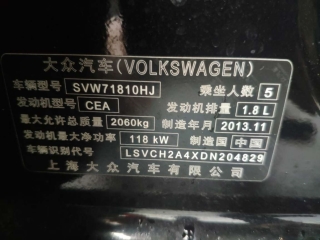 大众汽车(VOLKSWAGEN)
车辆型号 SVW71810HJ 乘坐人数 5
发动机型号 CEA 发动机排量 1.8L
最大允许总质量 2060kg 制造年月 2013.11
发动机最大净功率 118 kW 制造国 中国
车辆识别代号 LSVCH2A4XDN204829
上海大众汽车有限公司